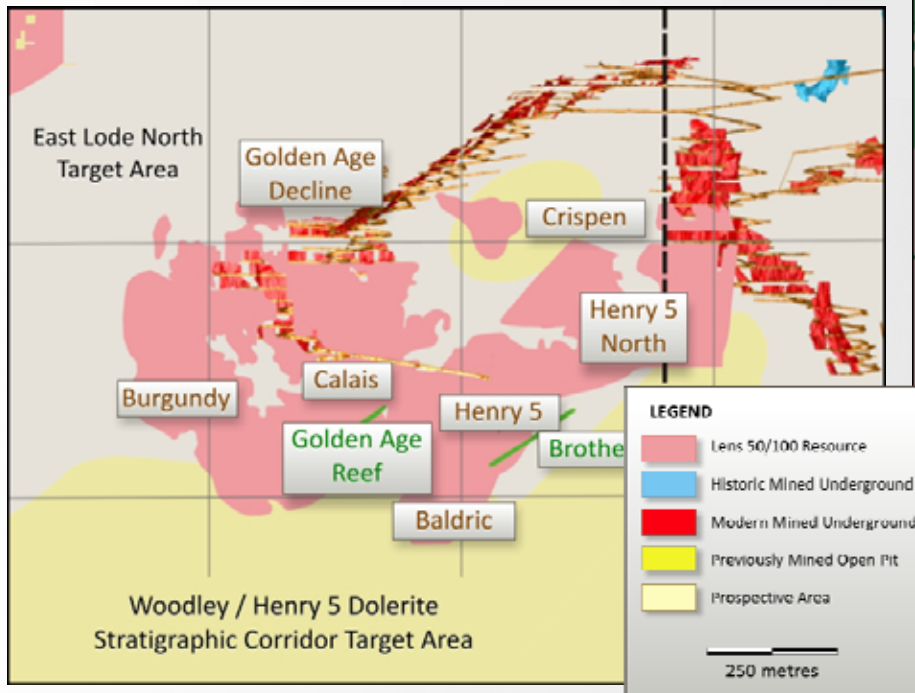 East Lode North
Target Area
Golden Age
Decline
Crispen
Henry 5
North
Burgundy
Calais
Henry 5
Golden Age
Reef
Brothe
Baldric
Woodley / Henry 5 Dolerite
Stratigraphic Corridor Target Area
LEGEND
Lens 50/100 Resource
Historic Mined Underground
Modern Mined Underground
Previously Mined Open Pit
Prospective Area
250 metres